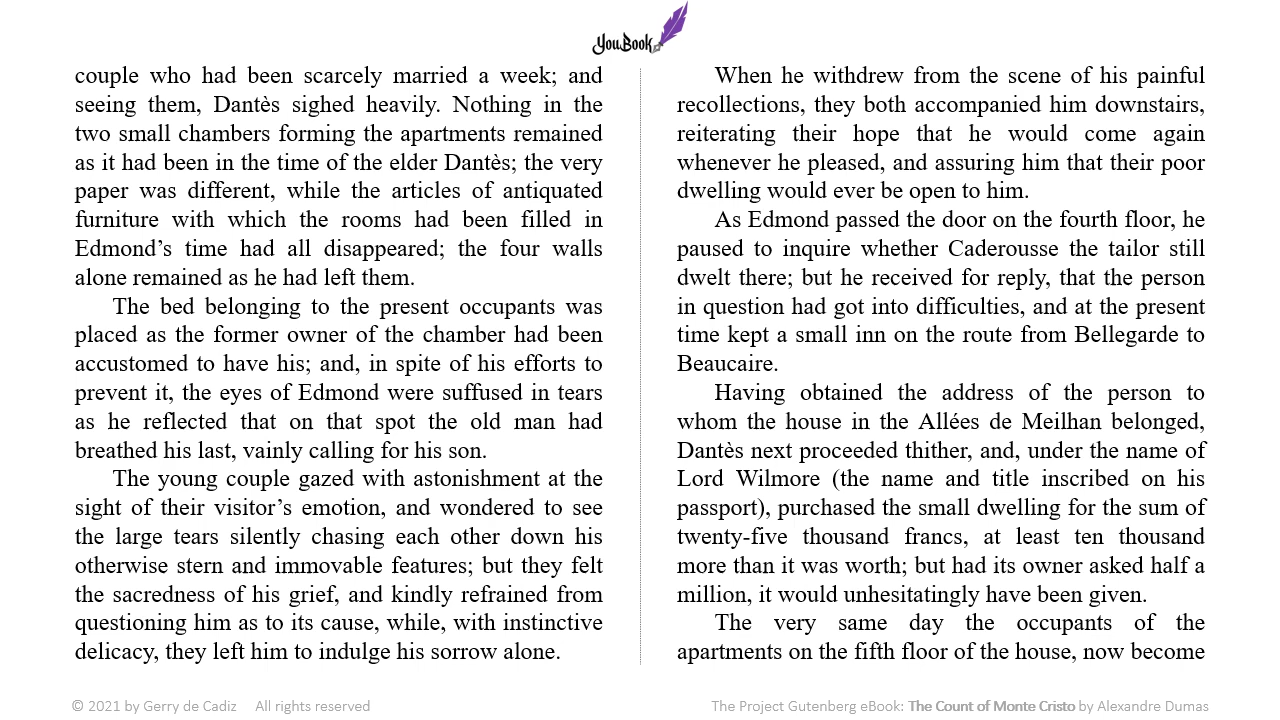 YouBook
couple who had been scarcely married a week; and
seeing them, Dantès sighed heavily. Nothing in the
two small chambers forming the apartments remained
as it had been in the time of the elder Dantès; the very
paper was different, while the articles of antiquated
furniture with which the rooms had been filled in
Edmond’s time had all disappeared; the four walls
alone remained as he had left them.
The bed belonging to the present occupants was
placed as the former owner of the chamber had been
accustomed to have his; and, in spite of his efforts to
prevent it, the eyes of Edmond were suffused in tears
as he reflected that on that spot the old man had
breathed his last, vainly calling for his son.
The young couple gazed with astonishment at the
sight of their visitor’s emotion, and wondered to see
the large tears silently chasing each other down his
otherwise stern and immovable features; but they felt
the sacredness of his grief, and kindly refrained from
questioning him as to its cause, while, with instinctive
delicacy, they left him to indulge his sorrow alone.
When he withdrew from the scene of his painful
recollections, they both accompanied him downstairs,
reiterating their hope that he would come again
whenever he pleased, and assuring him that their poor
dwelling would ever be open to him.
As Edmond passed the door on the fourth floor, he
paused to inquire whether Caderousse the tailor still
dwelt there; but he received for reply, that the person
in question had got into difficulties, and at the present
time kept a small inn on the route from Bellegarde to
Beaucaire.
Having obtained the address of the person to
whom the house in the Allées de Meilhan belonged,
Dantès next proceeded thither, and, under the name of
Lord Wilmore (the name and title inscribed on his
passport), purchased the small dwelling for the sum of
twenty-five thousand francs, at least ten thousand
more than it was worth; but had its owner asked half a
million, it would unhesitatingly have been given.
The very same day the occupants of the
apartments on the fifth floor of the house, now become
© 2021 by Gerry de Cadiz All rights reserved
The Project Gutenberg eBook: The Count of Monte Cristo by Alexandre Dumas